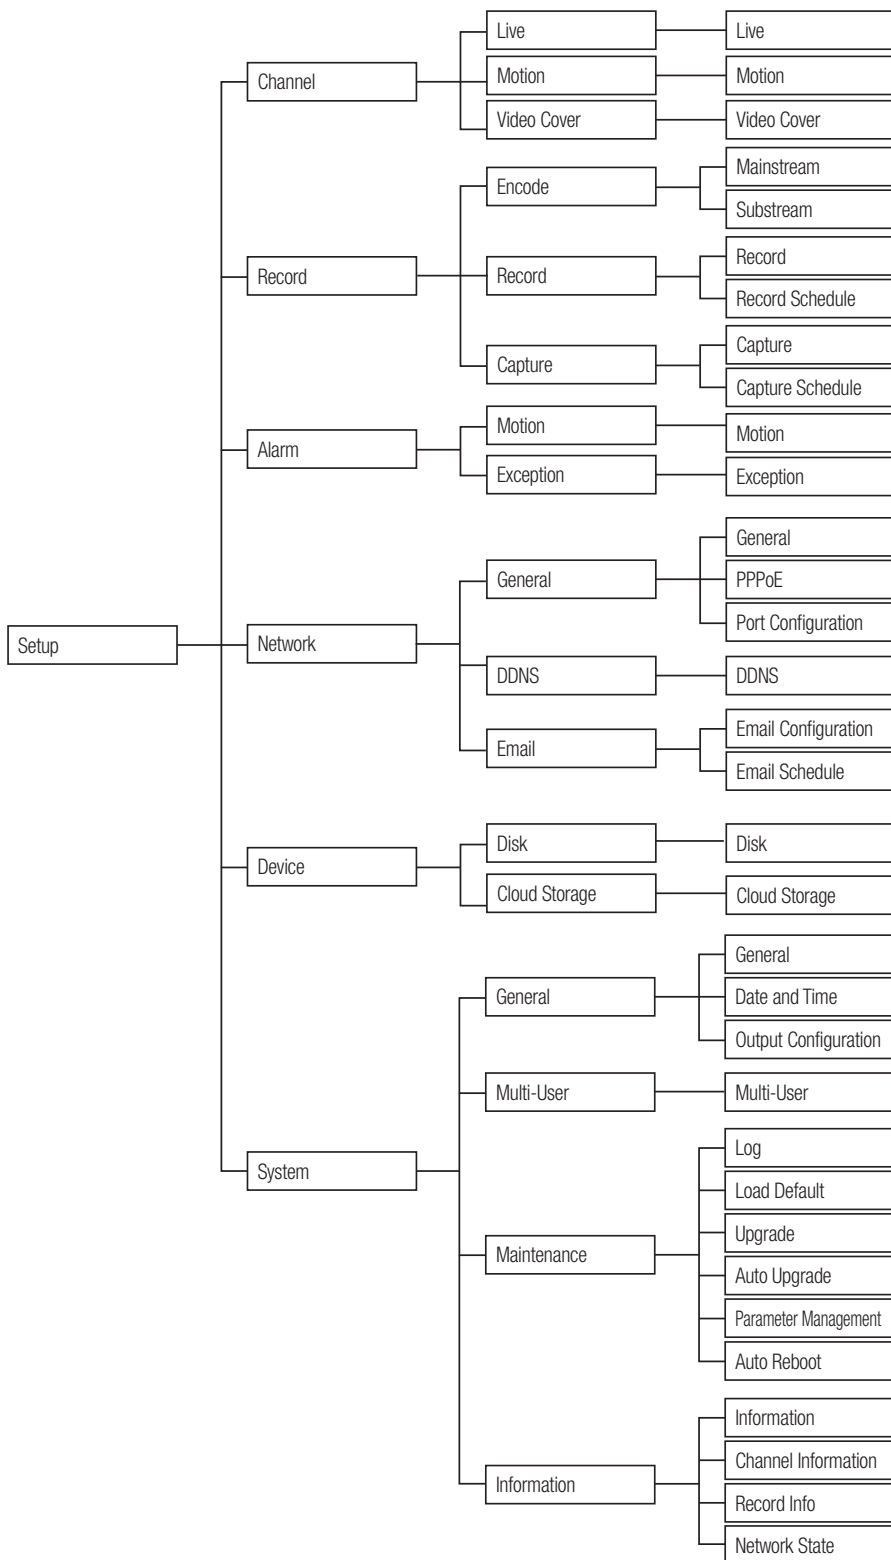 Setup
Channel
Live
Live
Motion
Motion
Video Cover
Video Cover
Record
Encode
Mainstream
Substream
Record
Record
Record Schedule
Capture
Capture
Capture Schedule
Alarm
Motion
Motion
Exception
Exception
Network
General
General
PPPoE
Port Configuration
DDNS
DDNS
Email
Email Configuration
Email Schedule
Device
Disk
Disk
Cloud Storage
Cloud Storage
System
General
General
Date and Time
Output Configuration
Multi-User
Multi-User
Maintenance
Log
Load Default
Upgrade
Auto Upgrade
Parameter Management
Auto Reboot
Information
Information
Channel Information
Record Info
Network State